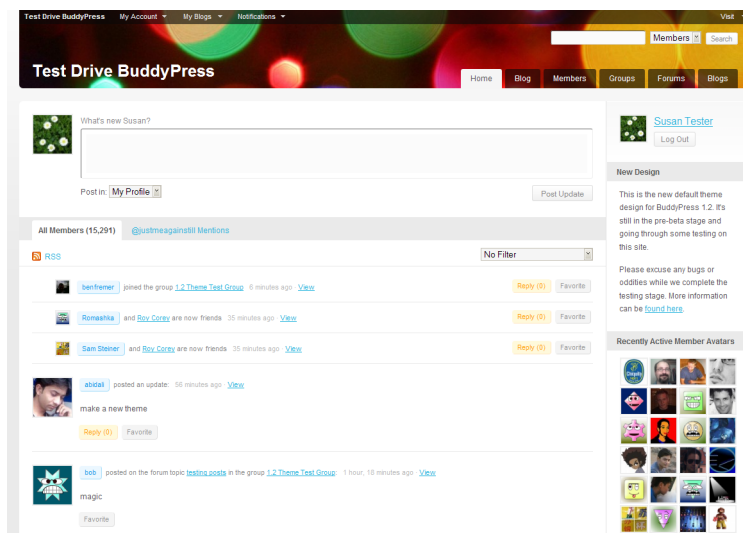 Test Drive BuddyPress My Account My Blogs Notifications Visit
Members Search
Test Drive BuddyPress
Home Blog Members Groups Forums Blogs
What's new Susan?
Post in: My Profile Post Update
Susan Tester
Log Out
New Design
This is the new default theme
design for BuddyPress 1.2. It's
still in the pre-beta stage and
going through some testing on
this site.
Please excuse any bugs or
oddities while we complete the
testing stage. More information
can be found here.
Recently Active Member Avatars
All Members (15,291) @justmeagainstill Mentions
RSS No Filter
benfremer joined the group 1.2 Theme Test Group 6 minutes ago · View Reply (0) Favorite
Romashka and Roy Corey are now friends 35 minutes ago · View Reply (0) Favorite
Sam Steiner and Roy Corey are now friends 35 minutes ago · View Reply (0) Favorite
abidali posted an update: 56 minutes ago · View
make a new theme
Reply (0) Favorite
bob posted on the forum topic testing posts in the group 1.2 Theme Test Group: 1 hour, 18 minutes ago · View
magic
Favorite